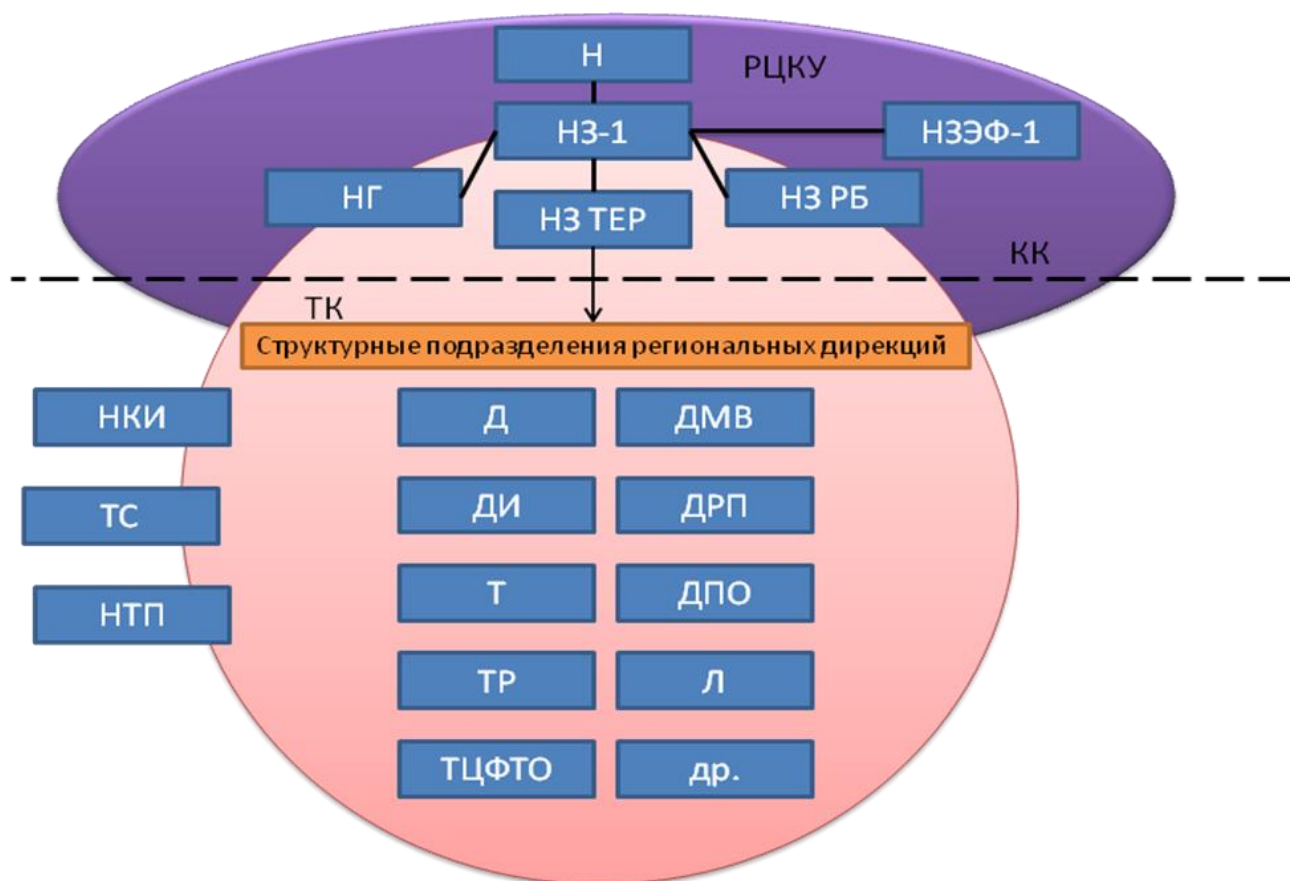 Н
РЦКУ
НЗ-1
НЗЭФ-1
НГ
НЗ ТЕР
НЗ РБ
КК
ТК
Структурные подразделения региональных дирекций
НКИ
Д
ДМВ
ТС
ДИ
ДРП
НТП
Т
ДПО
ТР
Л
ТЦФТО
др.